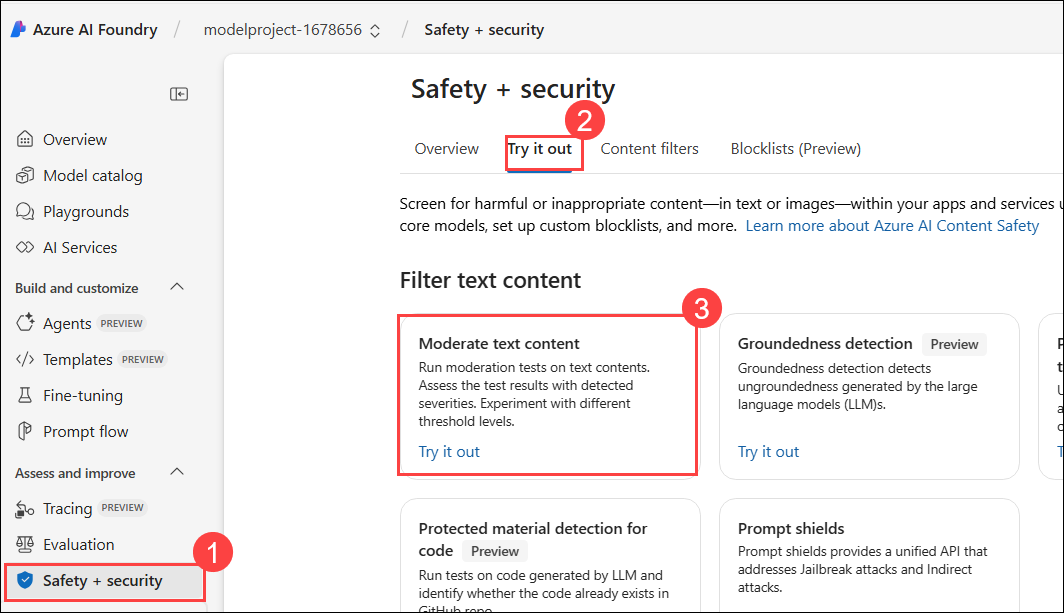 Azure AI Foundry / modelproject-1678656 / Safety + security
Overview
Model catalog
Playgrounds
AI Services
Build and customize
Agents PREVIEW
Templates PREVIEW
Fine-tuning
Prompt flow
Assess and improve
Tracing PREVIEW
Evaluation
1
Safety + security
Safety + security
2
Overview Try it out Content filters Blocklists (Preview)
Screen for harmful or inappropriate content—in text or images—within your apps and services
core models, set up custom blocklists, and more. Learn more about Azure AI Content Safety
Filter text content
3
Moderate text content
Run moderation tests on text contents.
Assess the test results with detected
severities. Experiment with different
threshold levels.
Try it out
Groundedness detection Preview
Groundedness detection detects
ungroundedness generated by the large
language models (LLM)s.
Try it out
Protected material detection for
code Preview
Run tests on code generated by LLM and
identify whether the code already exists in
GitHub repo.
Prompt shields
Prompt shields provides a unified API that
addresses Jailbreak attacks and Indirect
attacks.